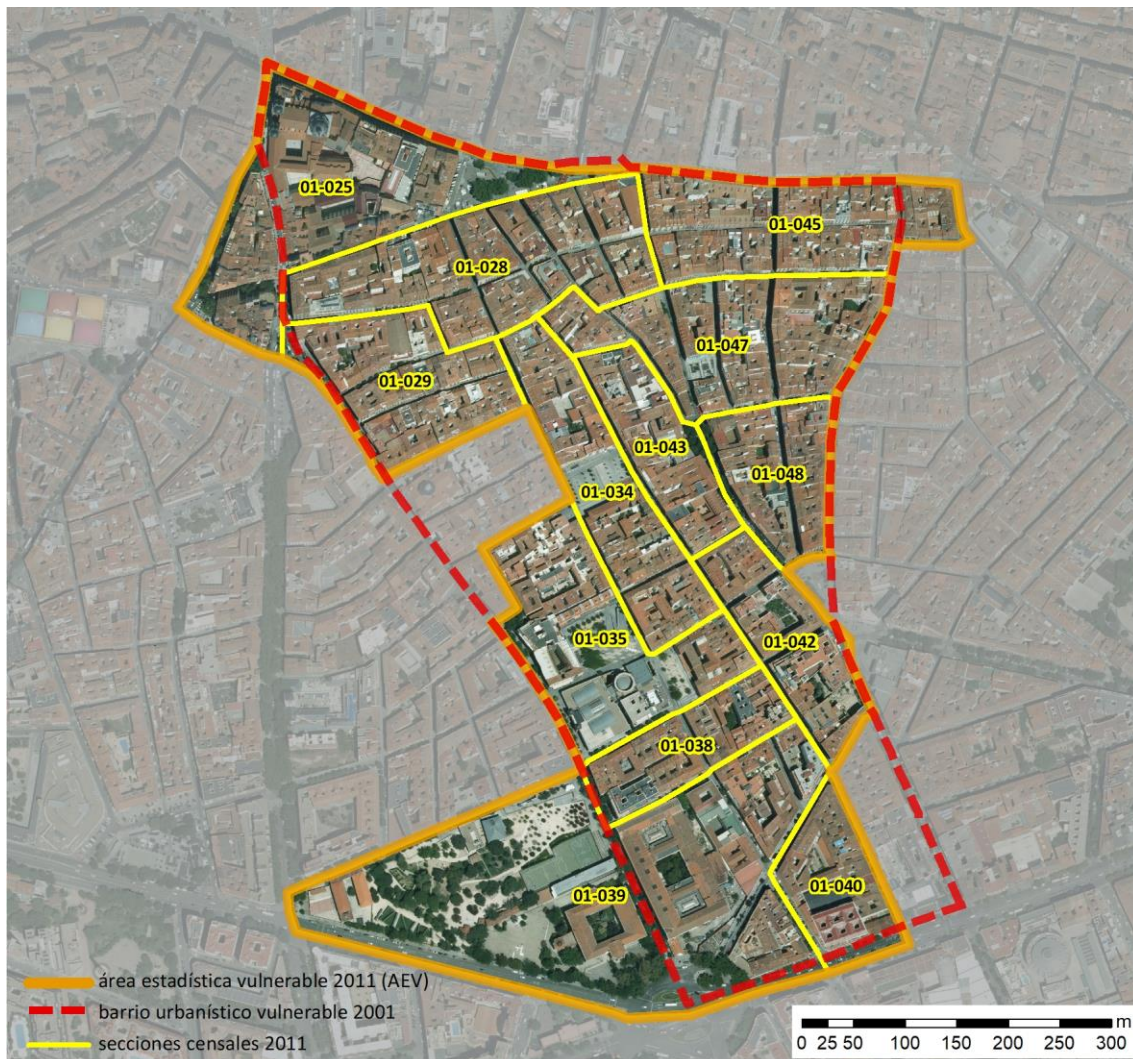 01-025
01-045
01-028
01-047
01-029
01-043
01-048
01-034
01-035
01-042
01-038
01-039
01-040
área estadística vulnerable 2011 (AEV)
barrio urbanístico vulnerable 2001
secciones censales 2011
m
0 25 50 100 150 200 250 300